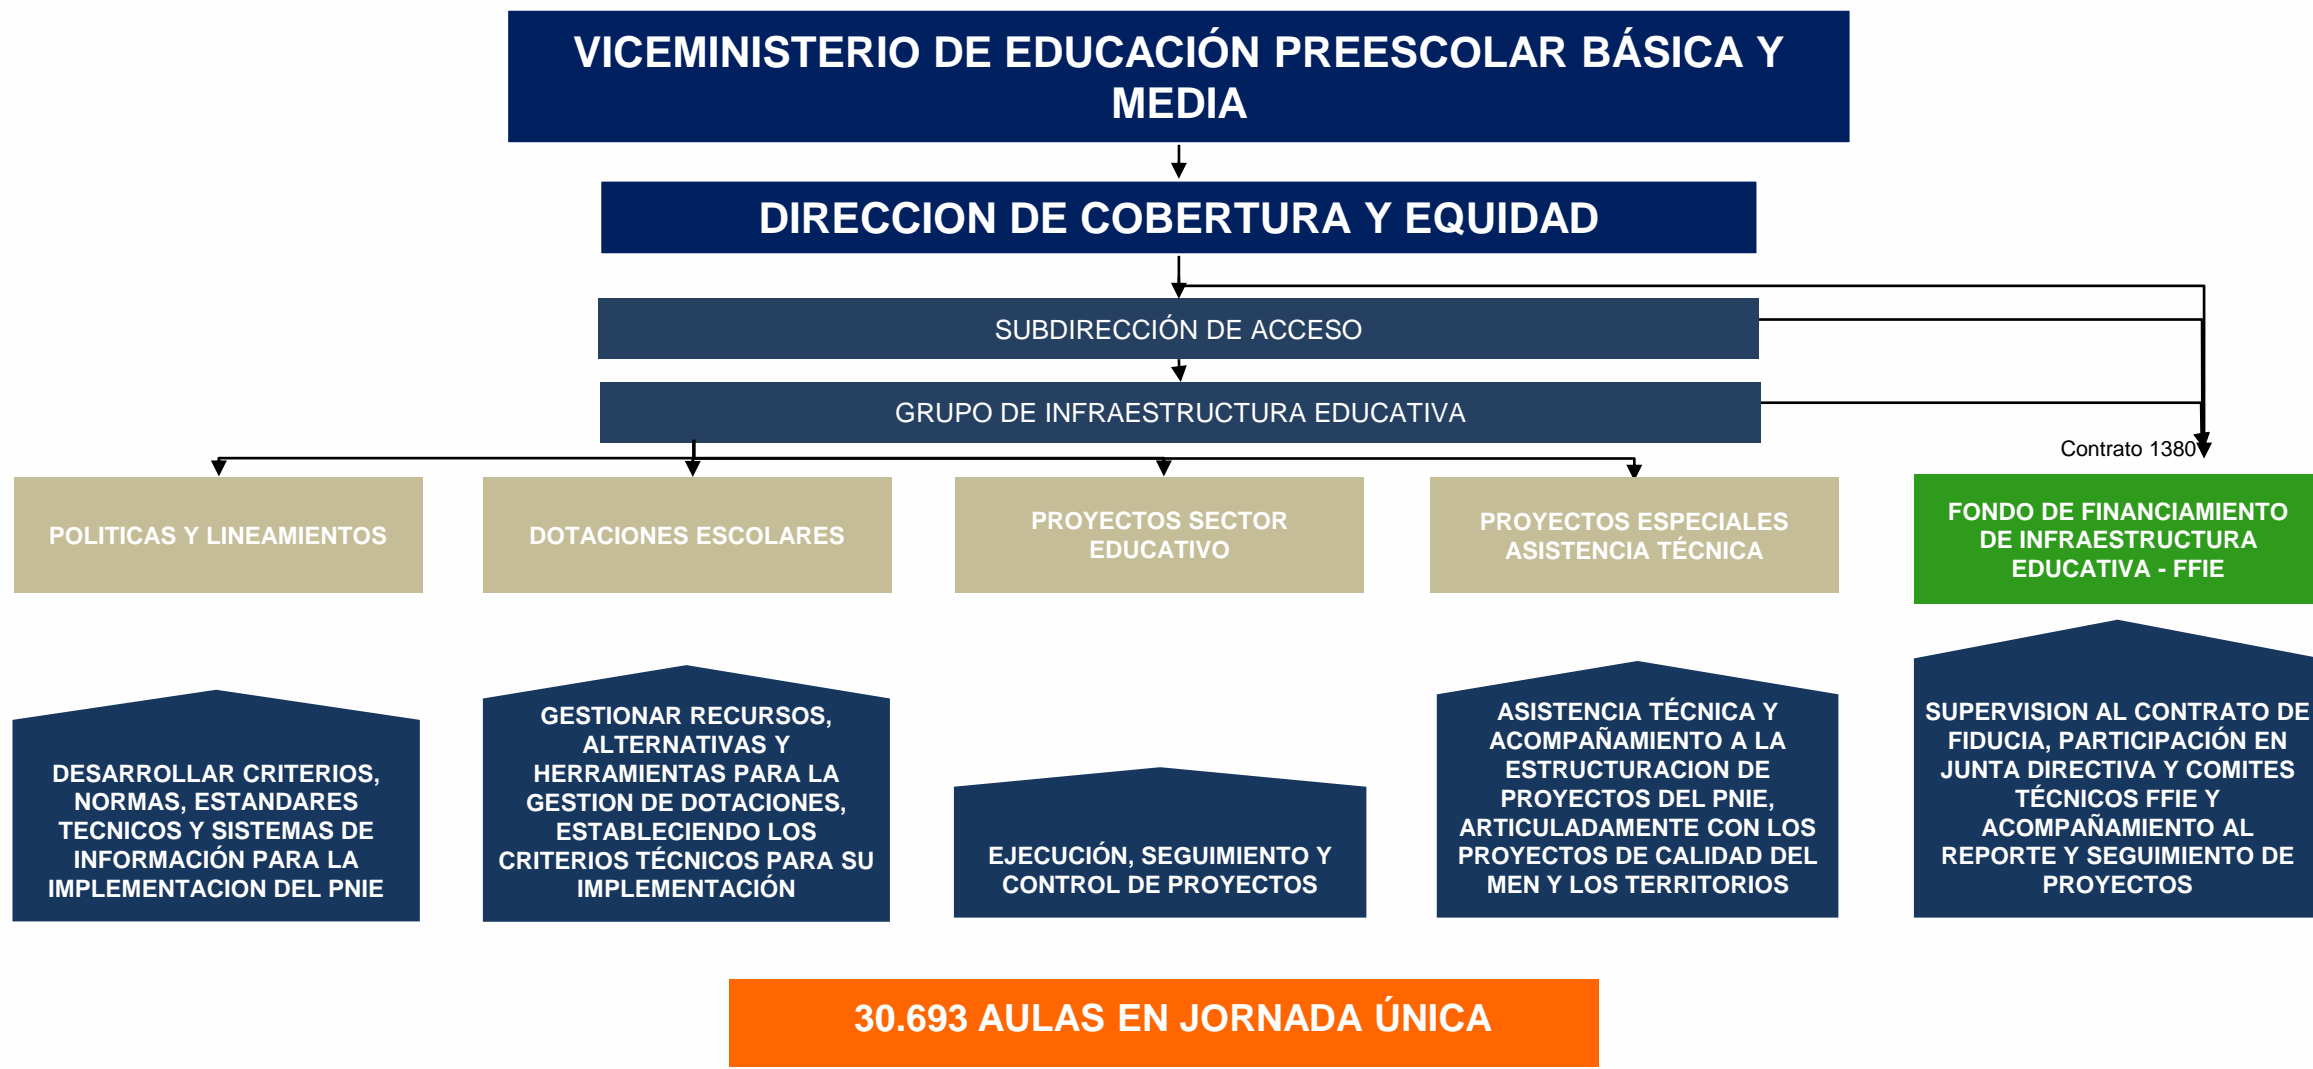 VICEMINISTERIO DE EDUCACIÓN PREESCOLAR BÁSICA Y
MEDIA
DIRECCION DE COBERTURA Y EQUIDAD
SUBDIRECCIÓN DE ACCESO
GRUPO DE INFRAESTRUCTURA EDUCATIVA
Contrato 1380
POLITICAS Y LINEAMIENTOS
DOTACIONES ESCOLARES
PROYECTOS SECTOR
EDUCATIVO
PROYECTOS ESPECIALES
ASISTENCIA TÉCNICA
FONDO DE FINANCIAMIENTO
DE INFRAESTRUCTURA
EDUCATIVA - FFIE
DESARROLLAR CRITERIOS,
NORMAS, ESTANDARES
TECNICOS Y SISTEMAS DE
INFORMACIÓN PARA LA
IMPLEMENTACION DEL PNIE
GESTIONAR RECURSOS,
ALTERNATIVAS Y
HERRAMIENTAS PARA LA
GESTION DE DOTACIONES,
ESTABLECIENDO LOS
CRITERIOS TÉCNICOS PARA SU
IMPLEMENTACIÓN
EJECUCIÓN, SEGUIMIENTO Y
CONTROL DE PROYECTOS
ASISTENCIA TÉCNICA Y
ACOMPAÑAMIENTO A LA
ESTRUCTURACION DE
PROYECTOS DEL PNIE,
ARTICULADAMENTE CON LOS
PROYECTOS DE CALIDAD DEL
MEN Y LOS TERRITORIOS
SUPERVISION AL CONTRATO DE
FIDUCIA, PARTICIPACIÓN EN
JUNTA DIRECTIVA Y COMITES
TÉCNICOS FFIE Y
ACOMPAÑAMIENTO AL
REPORTE Y SEGUIMIENTO DE
PROYECTOS
30.693 AULAS EN JORNADA ÚNICA